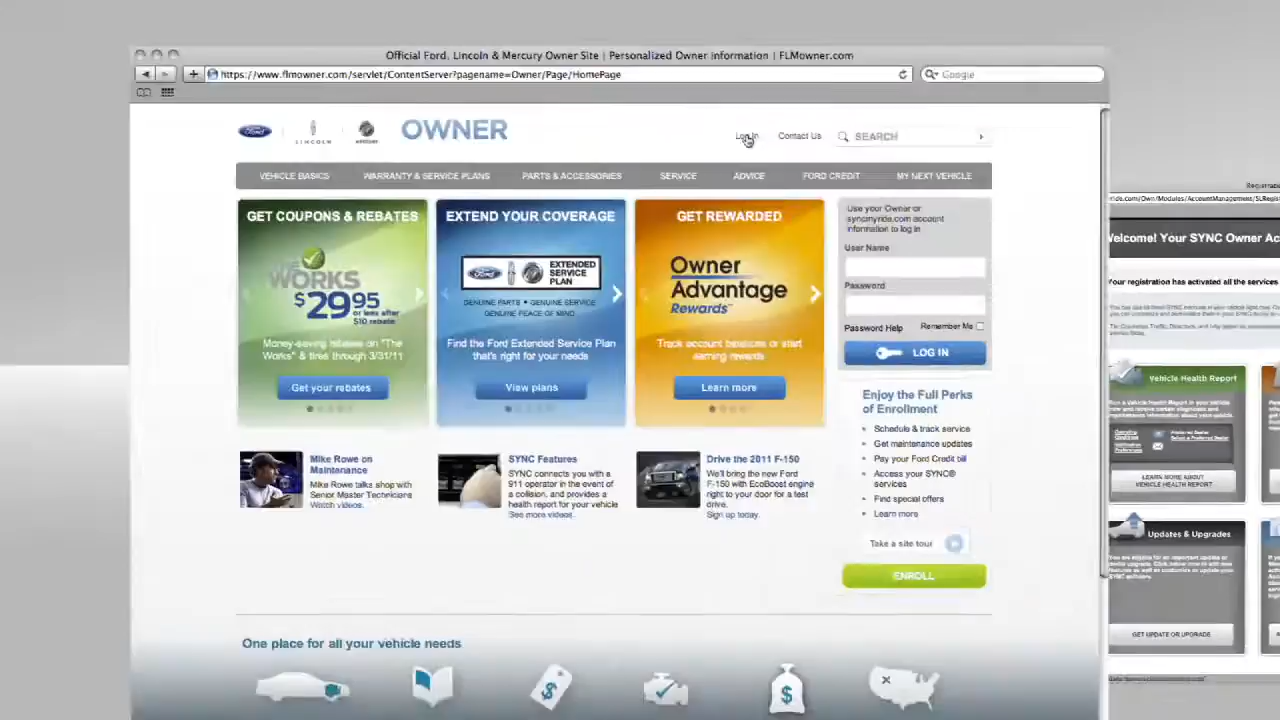 Official Ford, Lincoln & Mercury Owner Site | Personalized Owner Information | FLMowner.com
https://www.flmowner.com/servlet/ContentServer?pagename=Owner/Page/HomePage
Google
Ford
LINCOLN
OWNER
Log In
Contact Us
SEARCH
VEHICLE BASICS
WARRANTY & SERVICE PLANS
PARTS & ACCESSORIES
SERVICE
ADVICE
FORD CREDIT
MY NEXT VEHICLE
GET COUPONS & REBATES
THE
WORKS
$29.95
or less after
$10 rebate
Money-saving rebates on "The
Works" & tires through 3/31/11
Get your rebates
EXTEND YOUR COVERAGE
Ford
EXTENDED
SERVICE
PLAN
GENUINE PARTS • GENUINE SERVICE
GENUINE PEACE OF MIND
Find the Ford Extended Service Plan
that's right for your needs
View plans
GET REWARDED
Owner
Advantage
Rewards
Track account balances or start
earning rewards
Learn more
Use your Owner or
syncmyride.com account
information to log in
User Name
Password
Password Help
Remember Me
LOG IN
Enjoy the Full Perks
of Enrollment
• Schedule & track service
• Get maintenance updates
• Pay your Ford Credit bill
• Access your SYNC®
services
• Find special offers
• Learn more
Take a site tour
ENROLL
Mike Rowe on
Maintenance
Mike Rowe talks shop with
Senior Master Technicians
Watch videos.
SYNC Features
SYNC connects you with a
911 operator in the event of
a collision, and provides a
health report for your vehicle
See more videos.
Drive the 2011 F-150
We'll bring the new Ford
F-150 with EcoBoost engine
right to your door for a test
drive.
Sign up today.
One place for all your vehicle needs
$
$
Welcome! Your SYNC Owner Ac
Your registration has activated all the services
Vehicle Health Report
LEARN MORE ABOUT
VEHICLE HEALTH REPORT
Updates & Upgrades
GET UPDATE OR UPGRADE